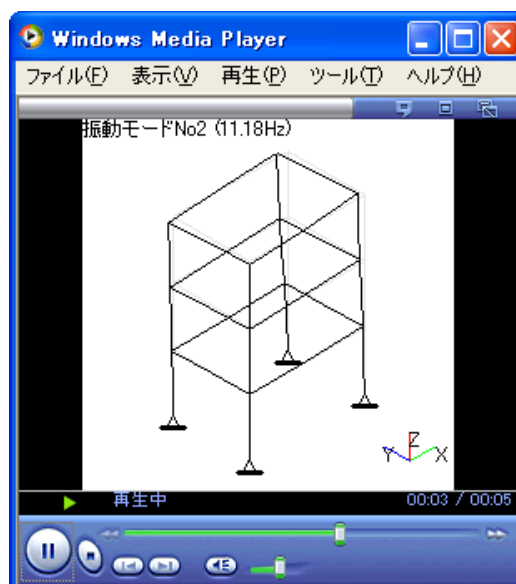 Windows Media Player
ファイル(F) 表示(V) 再生(P) ツール(T) ヘルプ(H)
振動モードNo2 (11.18Hz)
Z
Y X
再生中 00:03 / 00:05